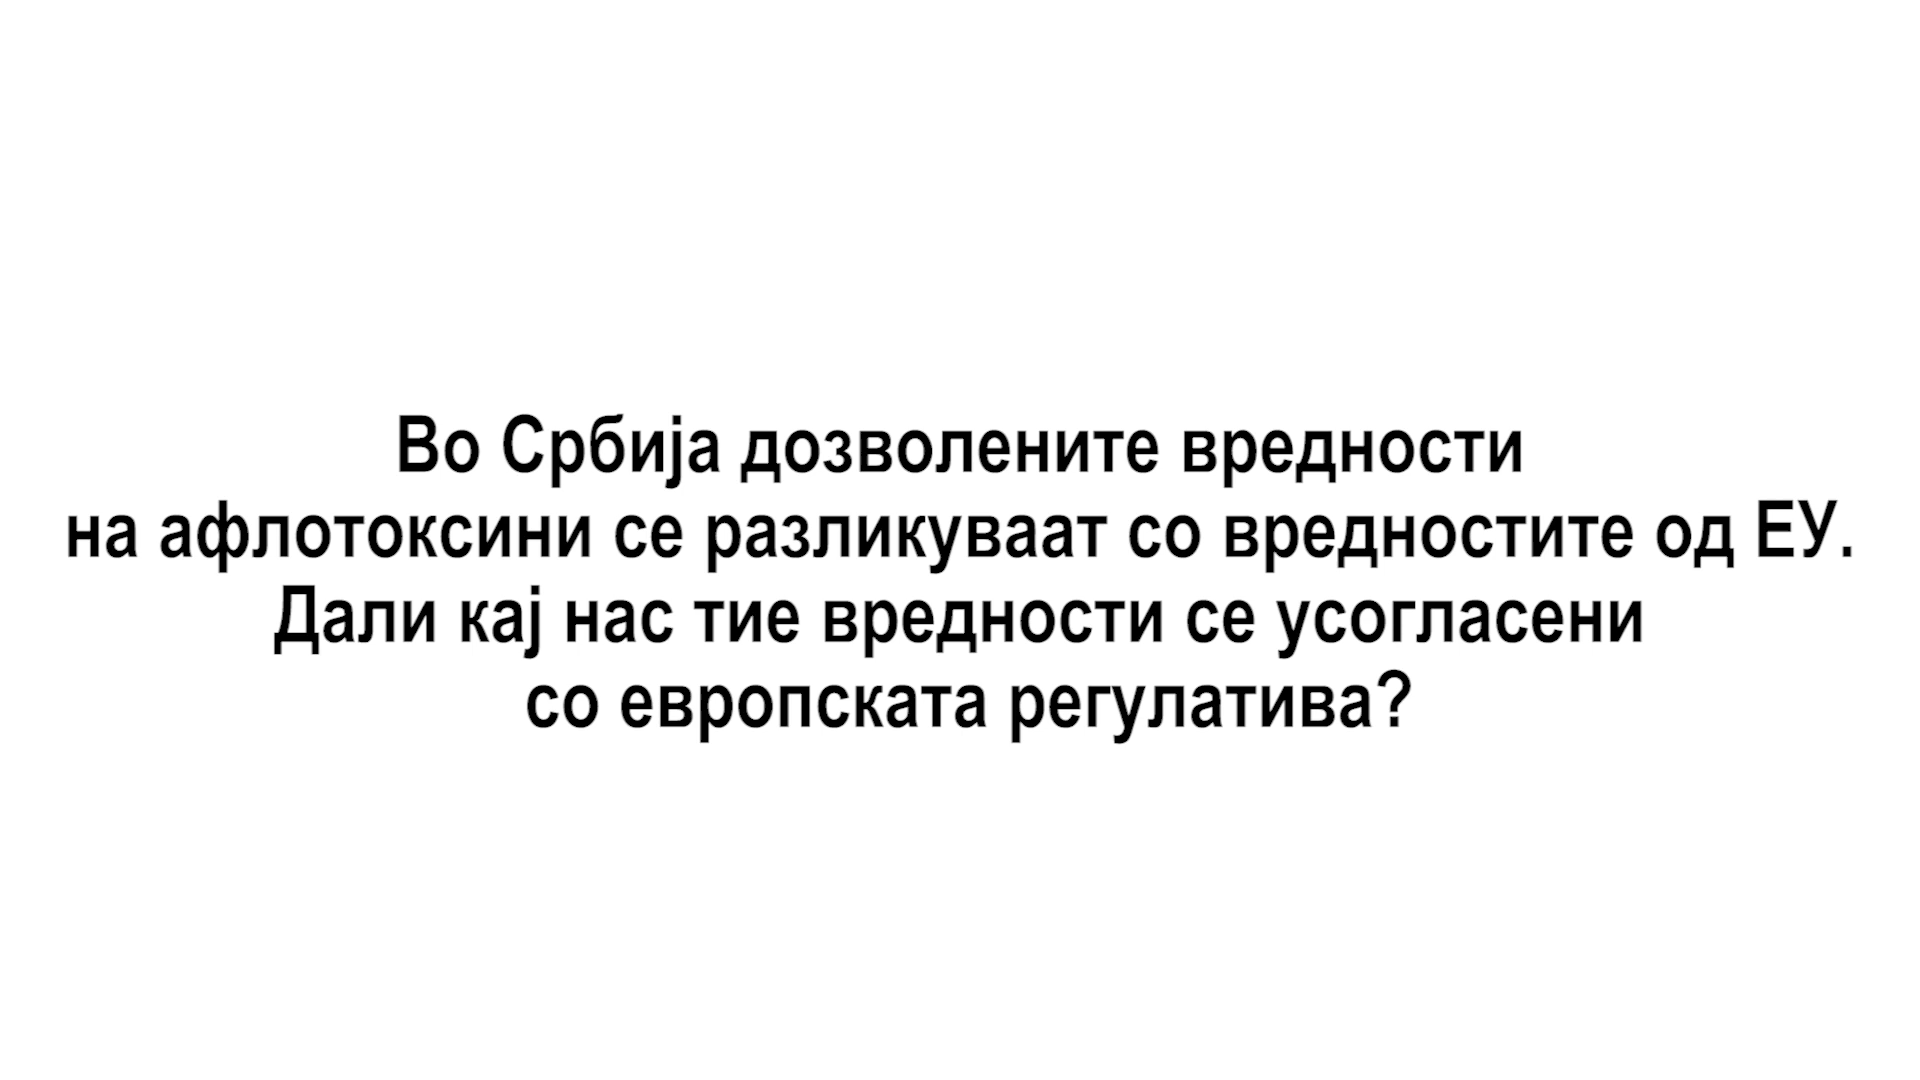 Во Србија дозволените вредности
на афлотоксини се разликуваат со вредностите од ЕУ.
Дали кај нас тие вредности се усогласени
со европската регулатива?